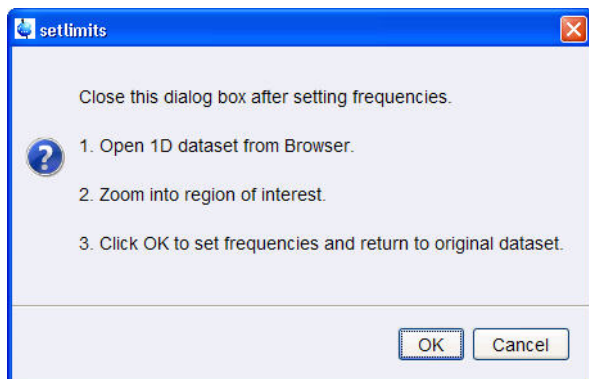 setlimits
Close this dialog box after setting frequencies.
1. Open 1D dataset from Browser.
2. Zoom into region of interest.
3. Click OK to set frequencies and return to original dataset.
OK
Cancel